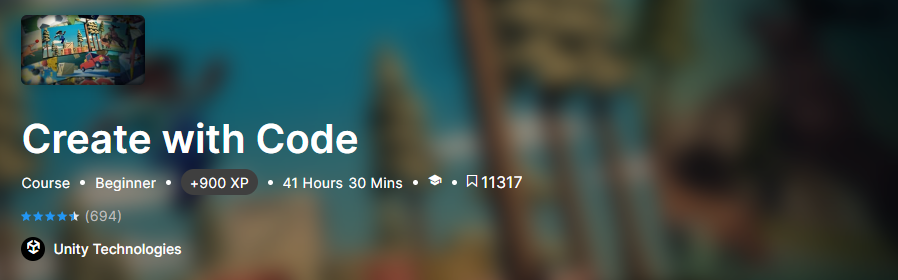 Create with Code
Course • Beginner • +900 XP • 41 Hours 30 Mins • • 11317
(694)
Unity Technologies